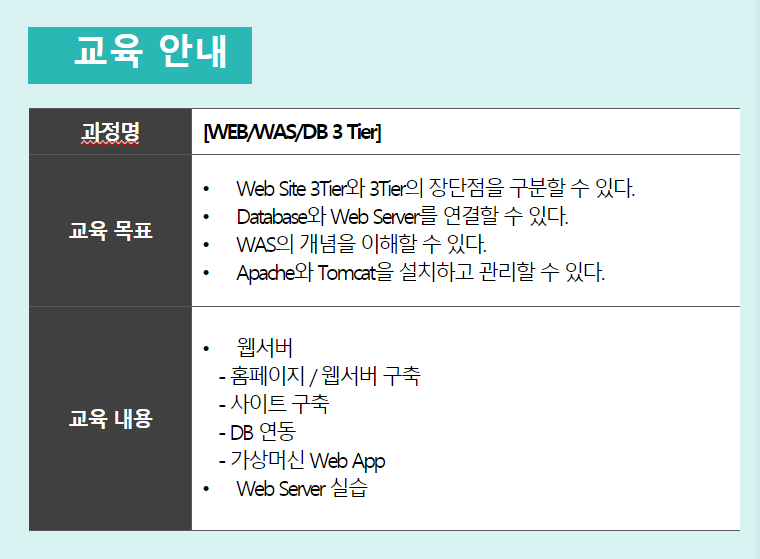 교육 안내
과정명
[WEB/WAS/DB 3 Tier]
교육 목표
• Web Site 3Tier와 3Tier의 장단점을 구분할 수 있다.
• Database와 Web Server를 연결할 수 있다.
• WAS의 개념을 이해할 수 있다.
• Apache와 Tomcat을 설치하고 관리할 수 있다.
교육 내용
• 웹서버
- 홈페이지 / 웹서버 구축
- 사이트 구축
- DB 연동
- 가상머신 Web App
• Web Server 실습